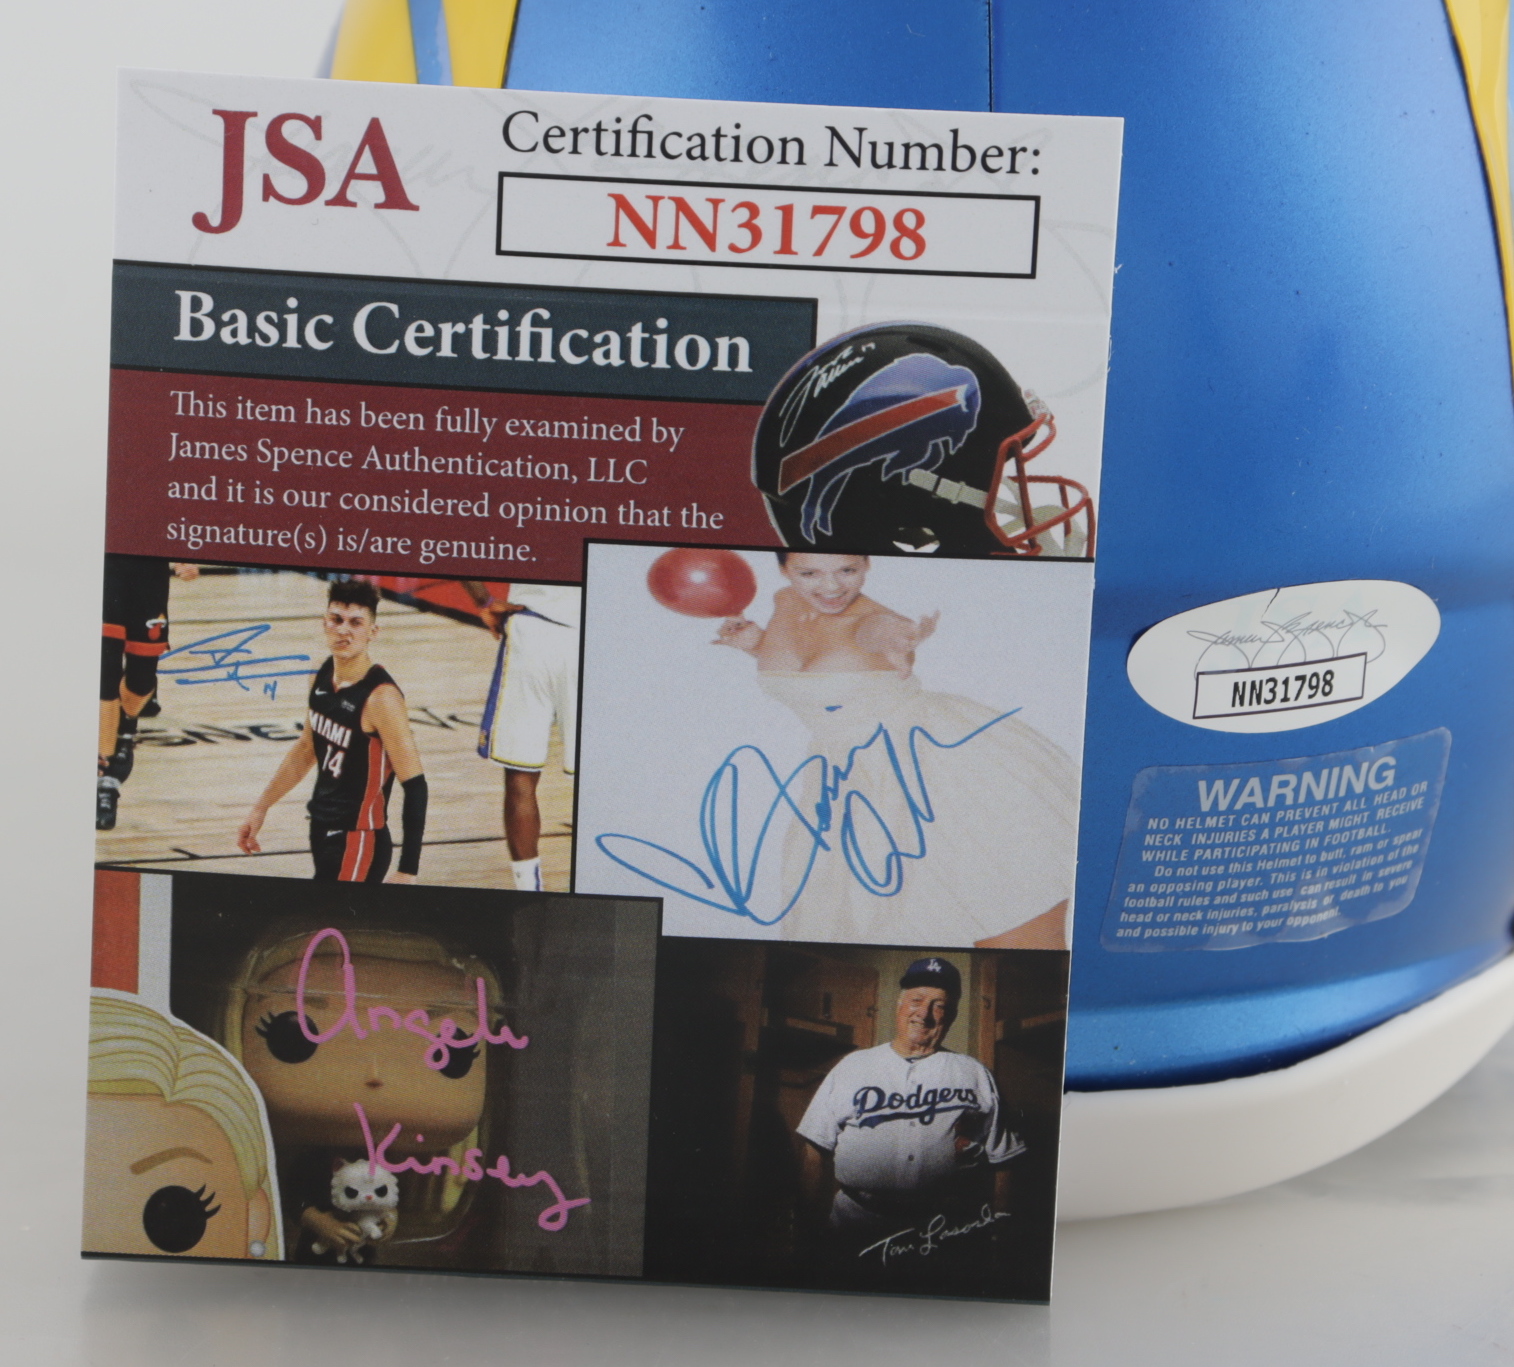 JSA
Certification Number:
NN31798
Basic Certification
This item has been fully examined by
James Spence Authentication, LLC
and it is our considered opinion that the
signature(s) is/are genuine.
MIAMI
14
Angela
Kinsey
LA
Dodgers
Tom Lasorda
James Spence
NN31798
WARNING
NO HELMET CAN PREVENT ALL HEAD OR
NECK INJURIES A PLAYER MIGHT RECEIVE
WHILE PARTICIPATING IN FOOTBALL.
Do not use this Helmet to butt, ram or spear
an opposing player. This is in violation of the
football rules and such use can result in severe
head or neck injuries, paralysis or death to you
and possible injury to your opponent.